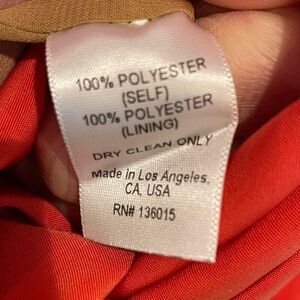 100% POLYESTER
(SELF)
100% POLYESTER
(LINING)
DRY CLEAN ONLY
Made in Los Angeles,
CA, USA
RN# 136015